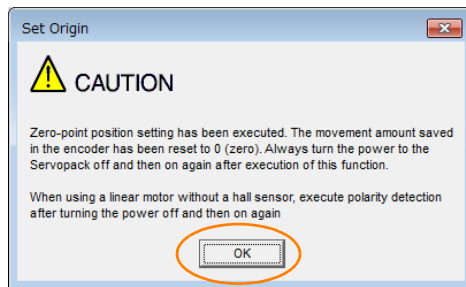 Set Origin
CAUTION
Zero-point position setting has been executed. The movement amount saved
in the encoder has been reset to 0 (zero). Always turn the power to the
Servopack off and then on again after execution of this function.
When using a linear motor without a hall sensor, execute polarity detection
after turning the power off and then on again
OK